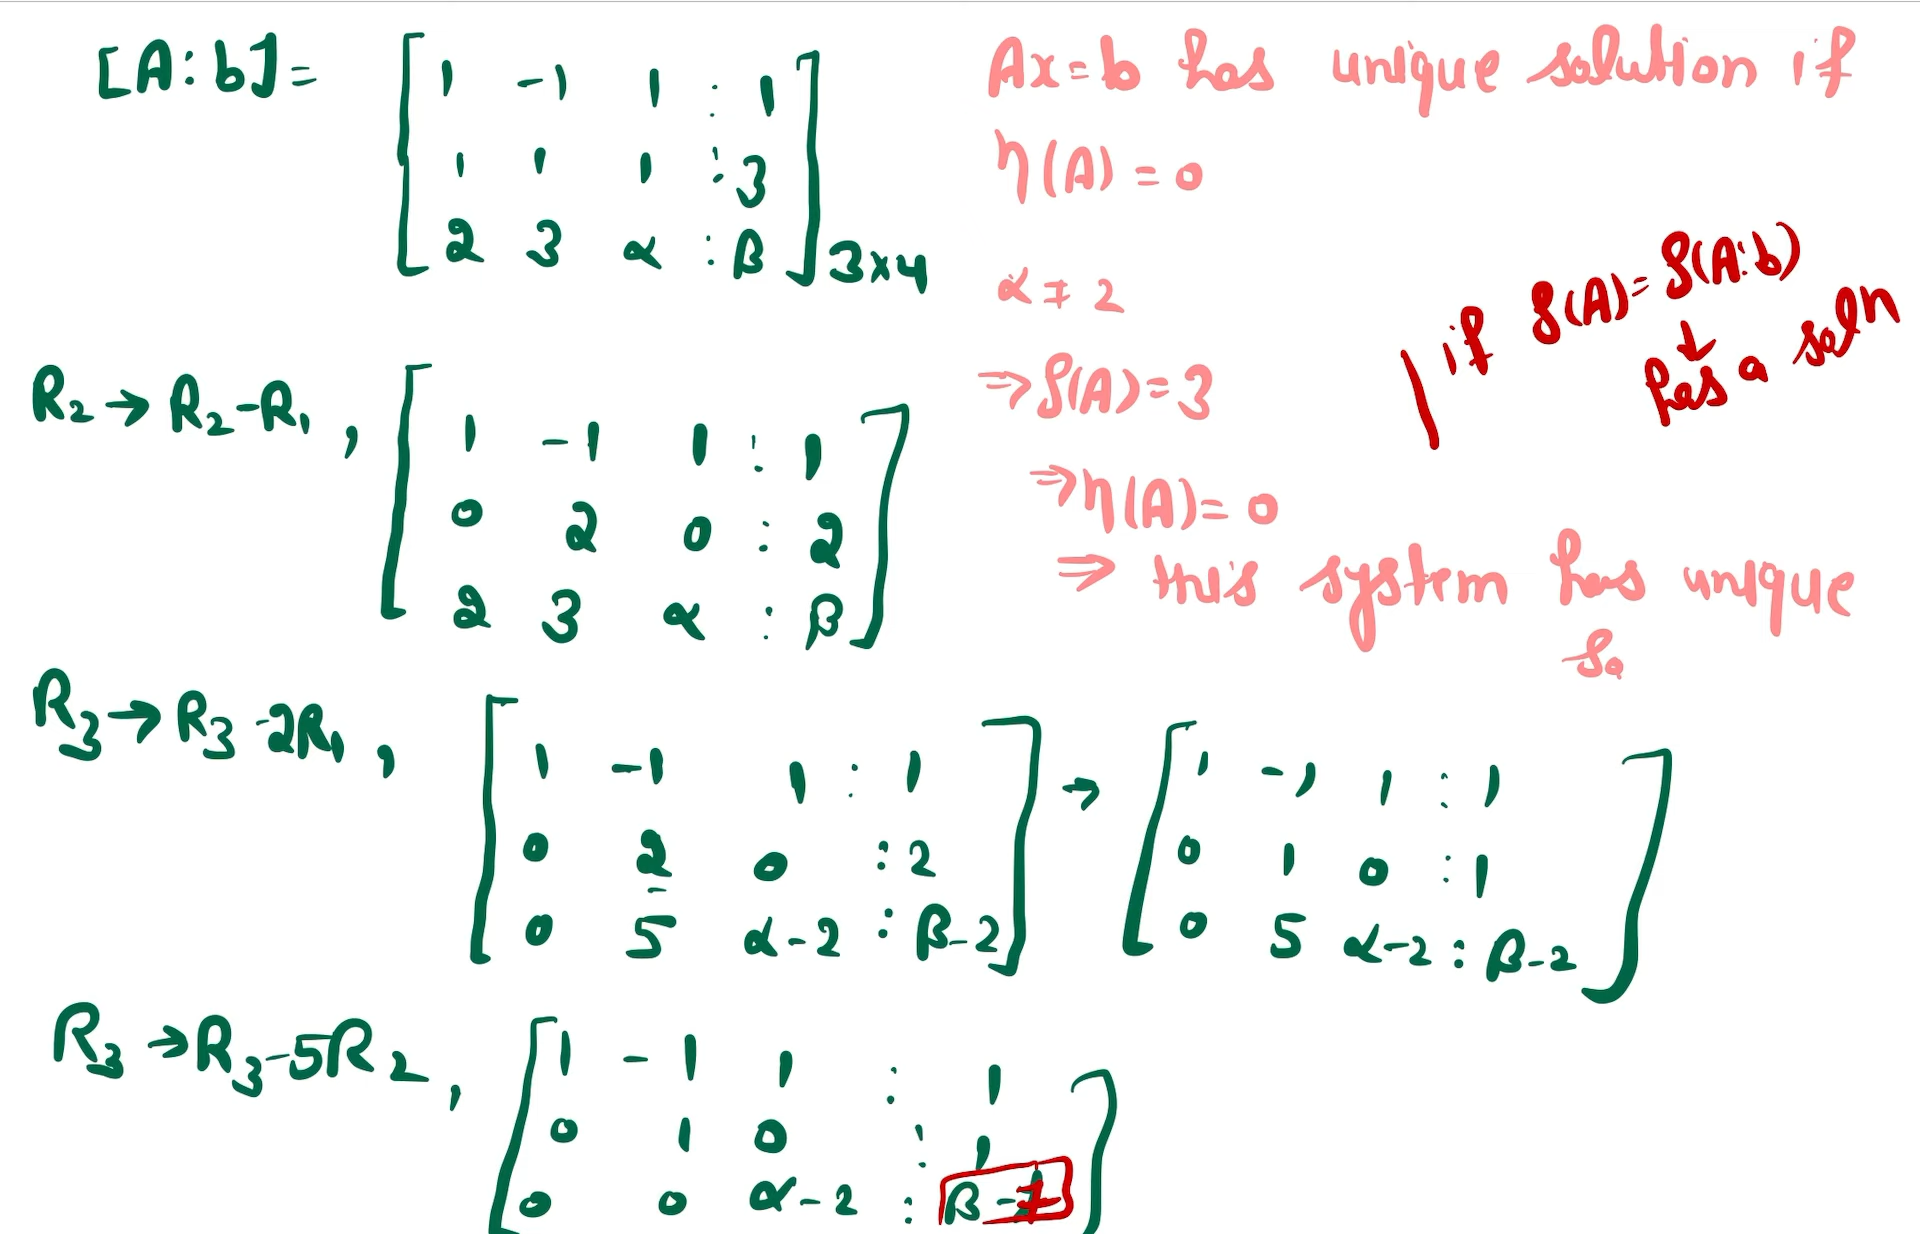 [A:b] =
1 -1 1 : 1
1 1 1 : 3
2 3 α : β
3×4
R₂ → R₂-R₁ ,
1 -1 1 : 1
0 2 0 : 2
2 3 α : β
R₃ → R₃-2R₁ ,
1 -1 1 : 1
0 2 0 : 2
0 5 α-2 : β-2
→
1 -1 1 : 1
0 1 0 : 1
0 5 α-2 : β-2
R₃ → R₃-5R₂ ,
1 -1 1 : 1
0 1 0 : 1
0 0 α-2 : β-7
Ax=b has unique solution if
η(A) = 0
α ≠ 2
⇒ ρ(A) = 3
⇒ η(A) = 0
⇒ this system has unique
so
if ρ(A) = ρ(A:b)
↓
has a soln